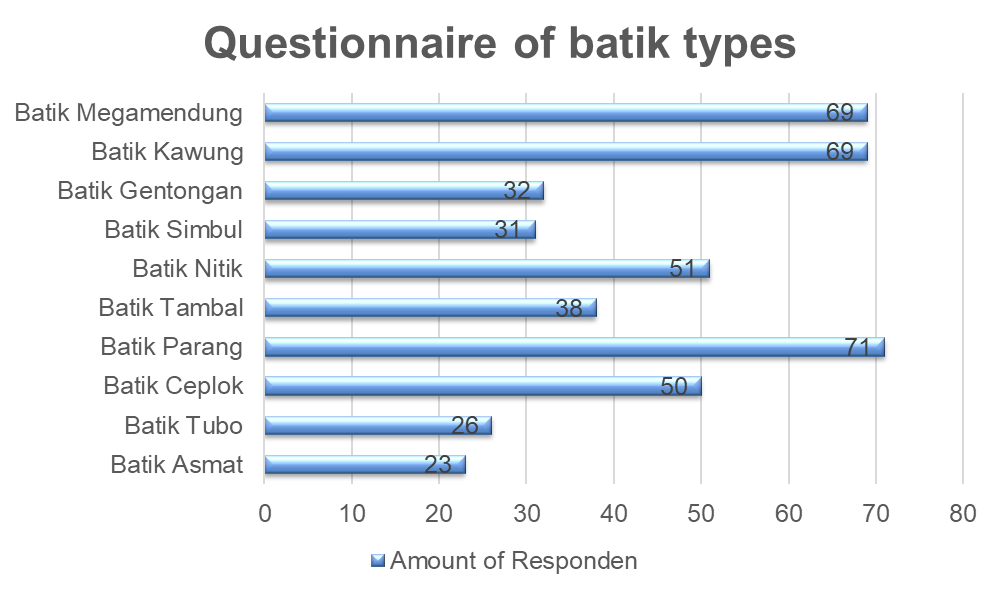 Questionnaire of batik types
Batik Megamendung 69
Batik Kawung 69
Batik Gentongan 32
Batik Simbul 31
Batik Nitik 51
Batik Tambal 38
Batik Parang 71
Batik Ceplok 50
Batik Tubo 26
Batik Asmat 23
0 10 20 30 40 50 60 70 80
Amount of Responden